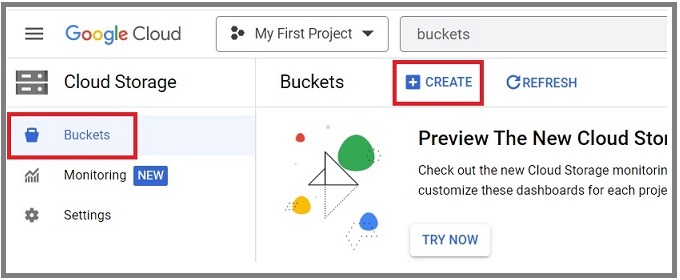 Google Cloud
My First Project
buckets
Cloud Storage
Buckets
CREATE
REFRESH
Buckets
Monitoring NEW
Settings
Preview The New Cloud Sto
Check out the new Cloud Storage monitorin
customize these dashboards for each proje
TRY NOW